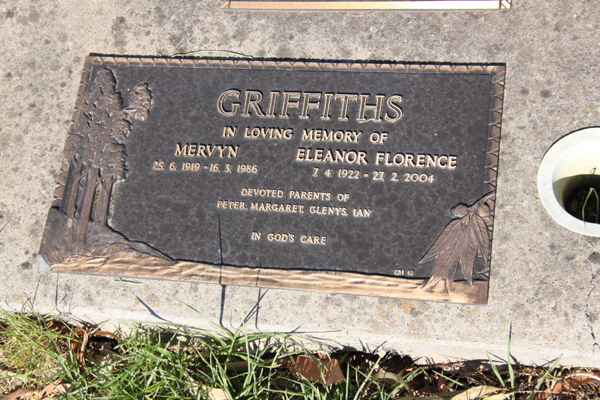 GRIFFITHS
IN LOVING MEMORY OF
MERVYN ELEANOR FLORENCE
25. 6. 1919 - 16. 3. 1986 7. 4. 1922 - 27. 2. 2004
DEVOTED PARENTS OF
PETER, MARGARET, GLENYS, IAN
IN GOD'S CARE